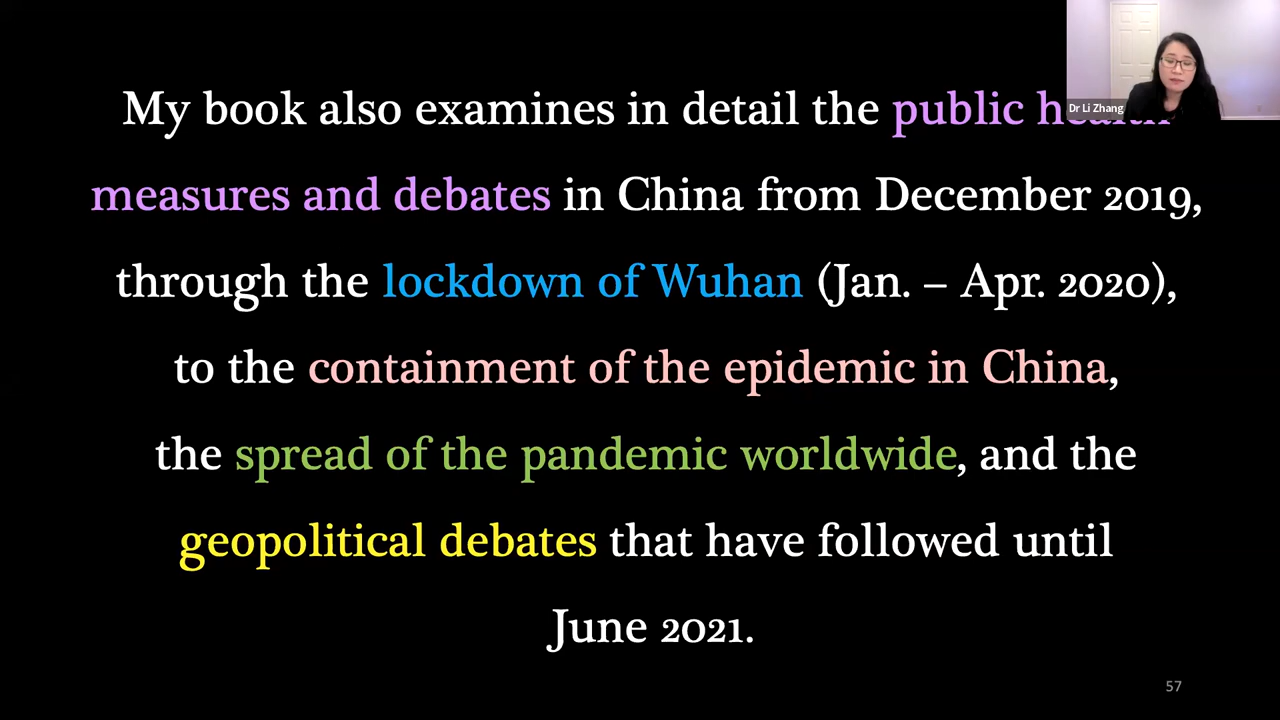 My book also examines in detail the public health
measures and debates in China from December 2019,
through the lockdown of Wuhan (Jan. – Apr. 2020),
to the containment of the epidemic in China,
the spread of the pandemic worldwide, and the
geopolitical debates that have followed until
June 2021.
Dr Li Zhang
57